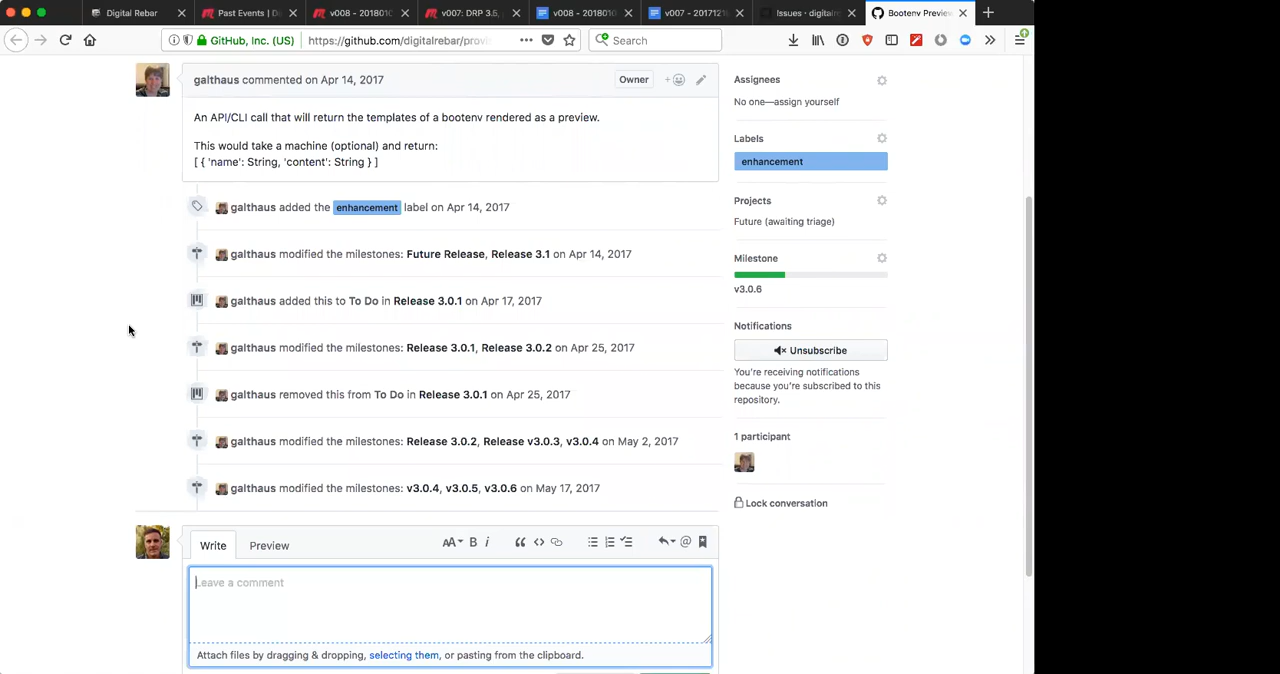 Digital Rebar
Past Events | D
v008 - 201801
v007: DRP 3.5,
v008 - 201801
v007 - 2017121
Issues · digitalr
Bootenv Preview
GitHub, Inc. (US)
https://github.com/digitalrebar/provis
Search
galthaus commented on Apr 14, 2017
Owner
An API/CLI call that will return the templates of a bootenv rendered as a preview.
This would take a machine (optional) and return:
[ { 'name': String, 'content': String } ]
galthaus added the enhancement label on Apr 14, 2017
galthaus modified the milestones: Future Release, Release 3.1 on Apr 14, 2017
galthaus added this to To Do in Release 3.0.1 on Apr 17, 2017
galthaus modified the milestones: Release 3.0.1, Release 3.0.2 on Apr 25, 2017
galthaus removed this from To Do in Release 3.0.1 on Apr 25, 2017
galthaus modified the milestones: Release 3.0.2, Release v3.0.3, v3.0.4 on May 2, 2017
galthaus modified the milestones: v3.0.4, v3.0.5, v3.0.6 on May 17, 2017
Write
Preview
AA B i
Leave a comment
Attach files by dragging & dropping, selecting them, or pasting from the clipboard.
Assignees
No one—assign yourself
Labels
enhancement
Projects
Future (awaiting triage)
Milestone
v3.0.6
Notifications
Unsubscribe
You're receiving notifications
because you're subscribed to this
repository.
1 participant
Lock conversation